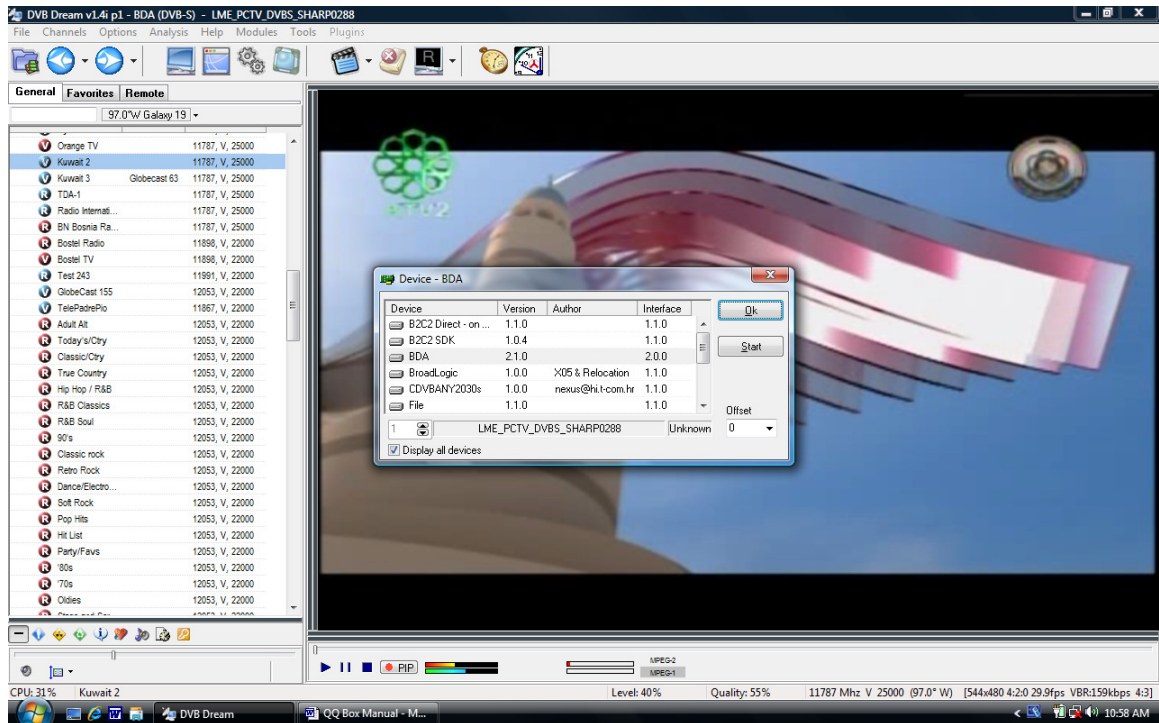 DVB Dream v1.4i p1 - BDA (DVB-S) - LME_PCTV_DVBS_SHARP0288
File Channels Options Analysis Help Modules Tools Plugins
General Favorites Remote
97.0°W Galaxy 19
Orange TV 11787, V, 25000
Kuwait 2 11787, V, 25000
Kuwait 3 Globecast 63 11787, V, 25000
TDA-1 11787, V, 25000
Radio Internati... 11787, V, 25000
BN Bosnia Ra... 11787, V, 25000
Bostel Radio 11898, V, 22000
Bostel TV 11898, V, 22000
Test 243 11991, V, 22000
GlobeCast 155 12053, V, 22000
TelePadrePio 11867, V, 22000
Adult Alt 12053, V, 22000
Today's/Ctry 12053, V, 22000
Classic/Ctry 12053, V, 22000
True Country 12053, V, 22000
Hip Hop / R&B 12053, V, 22000
R&B Classics 12053, V, 22000
R&B Soul 12053, V, 22000
90's 12053, V, 22000
Classic rock 12053, V, 22000
Retro Rock 12053, V, 22000
Dance/Electro... 12053, V, 22000
Soft Rock 12053, V, 22000
Pop Hits 12053, V, 22000
Hit List 12053, V, 22000
Party/Favs 12053, V, 22000
'80s 12053, V, 22000
'70s 12053, V, 22000
Oldies 12053, V, 22000
Device - BDA
Device Version Author Interface
B2C2 Direct - on ... 1.1.0 1.1.0
B2C2 SDK 1.0.4 1.1.0
BDA 2.1.0 2.0.0
BroadLogic 1.0.0 X05 & Relocation 1.1.0
CDVBANY2030s 1.0.0 nexus@hi.t-com.hr 1.1.0
File 1.1.0 1.1.0
Ok
Start
Offset
0
1 LME_PCTV_DVBS_SHARP0288 Unknown
Display all devices
PIP
MPEG-2
MPEG-1
CPU: 31% Kuwait 2 Level: 40% Quality: 55% 11787 Mhz V 25000 (97.0° W) [544x480 4:2:0 29.9fps VBR:159kbps 4:3]
DVB Dream QQ Box Manual - M... 10:58 AM